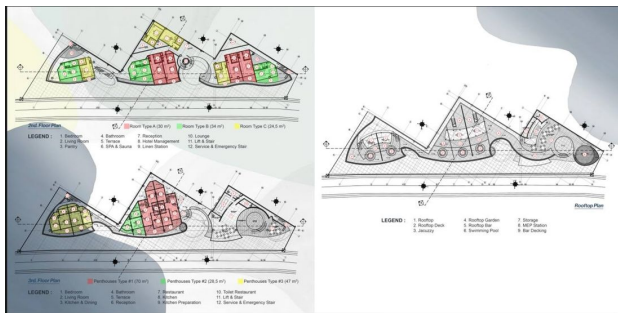 2nd. Floor Plan
Room Type A (30 m²) Room Type B (34 m²) Room Type C (24,5 m²)
LEGEND :
1. Bedroom 4. Bathroom 7. Reception 10. Lounge
2. Living Room 5. Terrace 8. Hotel Management 11. Lift & Stair
3. Pantry 6. SPA & Sauna 9. Linen Station 12. Service & Emergency Stair
3rd. Floor Plan
Penthouses Type #1 (70 m²) Penthouses Type #2 (28,5 m²) Penthouses Type #3 (47 m²)
LEGEND :
1. Bedroom 4. Bathroom 7. Restaurant 10. Toilet Restaurant
2. Living Room 5. Terrace 8. Kitchen 11. Lift & Stair
3. Kitchen & Dining 6. Reception 9. Kitchen Preparation 12. Service & Emergency Stair
Rooftop Plan
LEGEND :
1. Rooftop 4. Rooftop Garden 7. Storage
2. Rooftop Deck 5. Rooftop Bar 8. MEP Station
3. Jacuzzy 6. Swimming Pool 9. Bar Decking